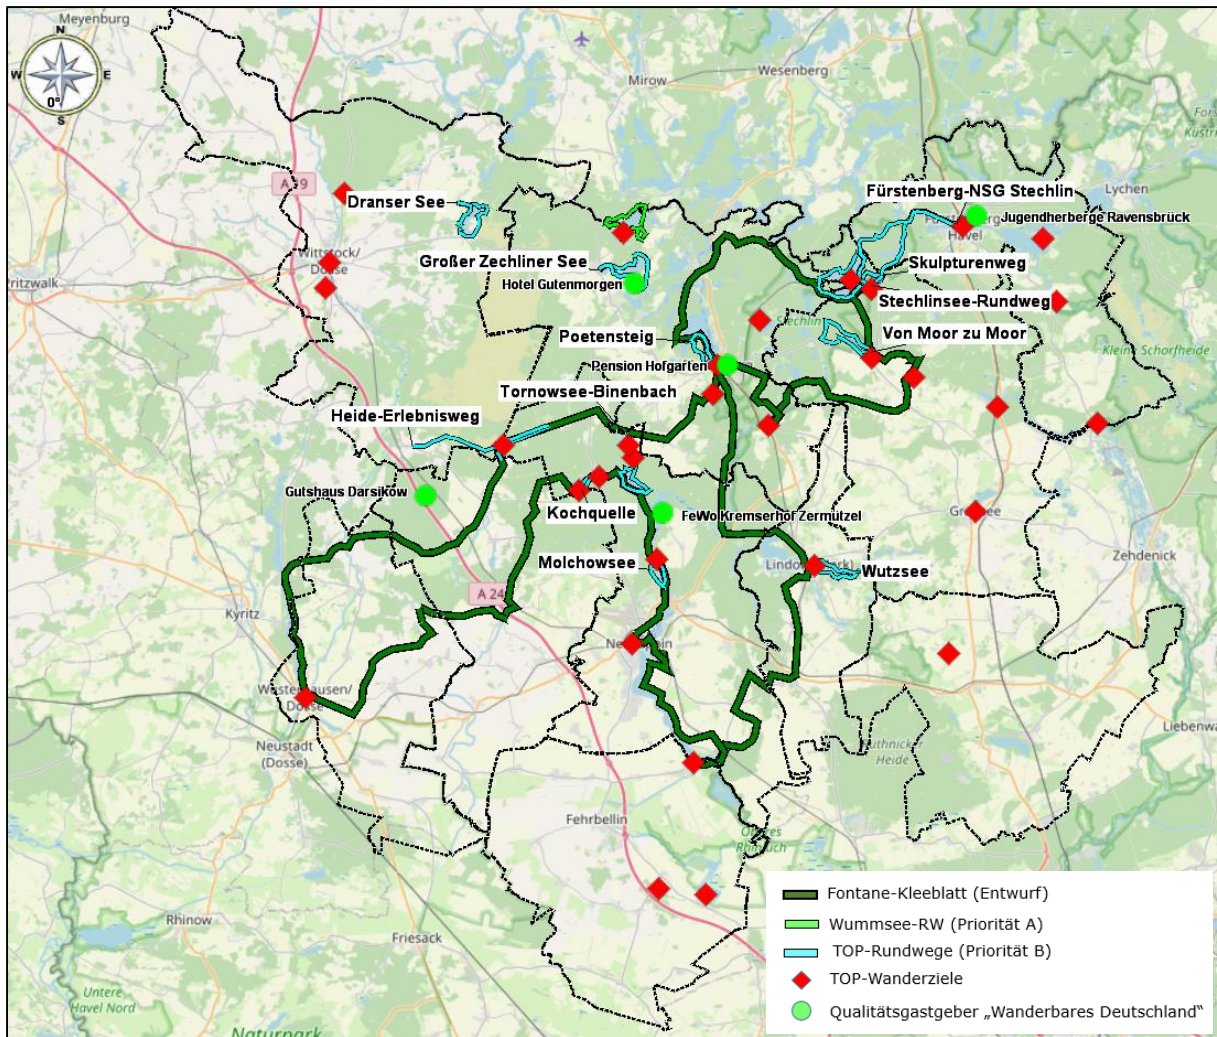 Meyenburg
N
W
E
0°
S
Mirow
Wesenberg
A 19
Dranser See
Fürstenberg-NSG Stechlin
Lychen
Jugendherberge Ravensbrück
Havel
Wittstock/
Dosse
Großer Zechliner See
Skulpturenweg
Pritzwalk
Hotel Gutenmorgen
Stechlinsee-Rundweg
Stechlin
Poetensteig
Von Moor zu Moor
Kleine Schorfheide
Pension Hofgarten
Tornowsee-Binenbach
Heide-Erlebnisweg
Gutshaus Darsikow
Kochquelle
FeWo Kremserhof Zermützel
Zehdenick
Molchowsee
Wutzsee
A 24
Kyritz
Neustadt
(Dosse)
Liebenwa
Fehrbellin
Rhinow
Friesack
Untere
Havel Nord
Naturpark
Fontane-Kleeblatt (Entwurf)
Wummsee-RW (Priorität A)
TOP-Rundwege (Priorität B)
TOP-Wanderziele
Qualitätsgastgeber „Wanderbares Deutschland“